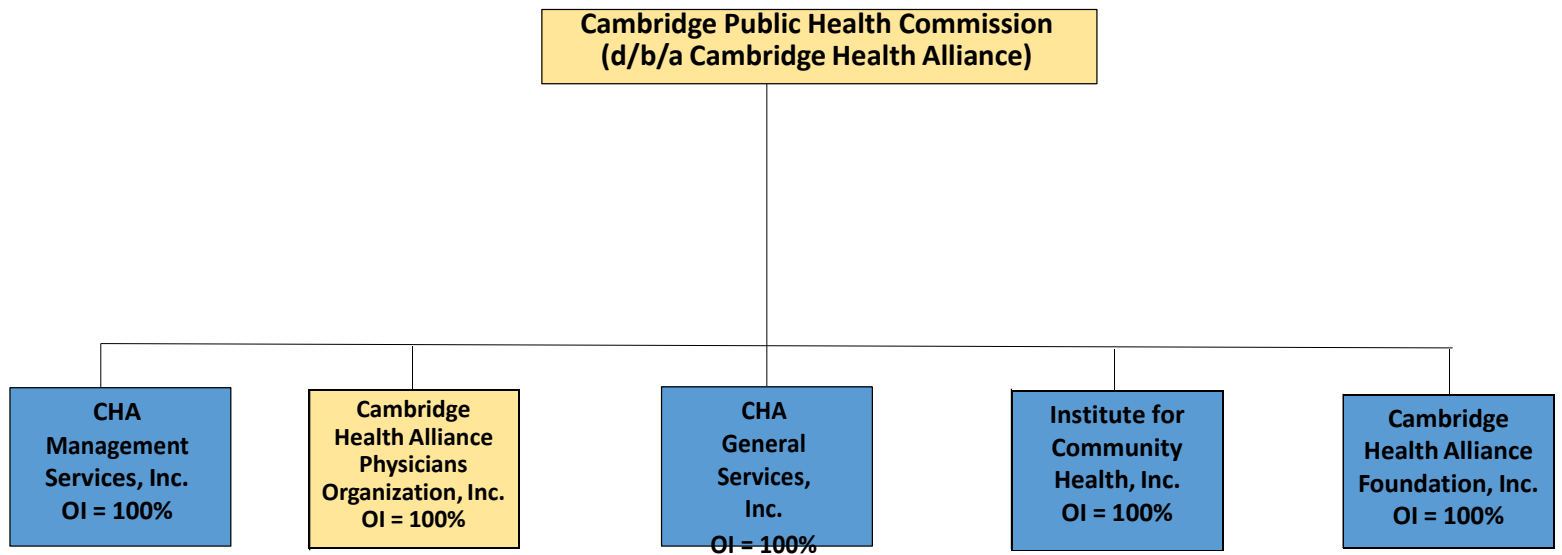 Cambridge Public Health Commission
(d/b/a Cambridge Health Alliance)
CHA
Management
Services, Inc.
OI = 100%
Cambridge
Health Alliance
Physicians
Organization, Inc.
OI = 100%
CHA
General
Services,
Inc.
OI = 100%
Institute for
Community
Health, Inc.
OI = 100%
Cambridge
Health Alliance
Foundation, Inc.
OI = 100%